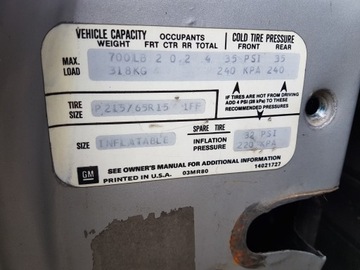 VEHICLE CAPACITY OCCUPANTS COLD TIRE PRESSURE
WEIGHT FRT CTR RR TOTAL FRONT REAR
MAX. 700LB 2 0 2 4 35 PSI 35
LOAD 318KG 240 KPA 240
IF TIRES ARE HOT FROM DRIVING
ADD 4 PSI (28 kPa) TO THESE
RECOMMENDED PRESSURES
TIRE SIZE P215/65R15
SPARE TIRE
SIZE INFLATABLE INFLATION PRESSURE 32 PSI
220 KPA
SEE OWNER'S MANUAL FOR ADDITIONAL INFORMATION
GM PRINTED IN U.S.A. 03MR80 14021727